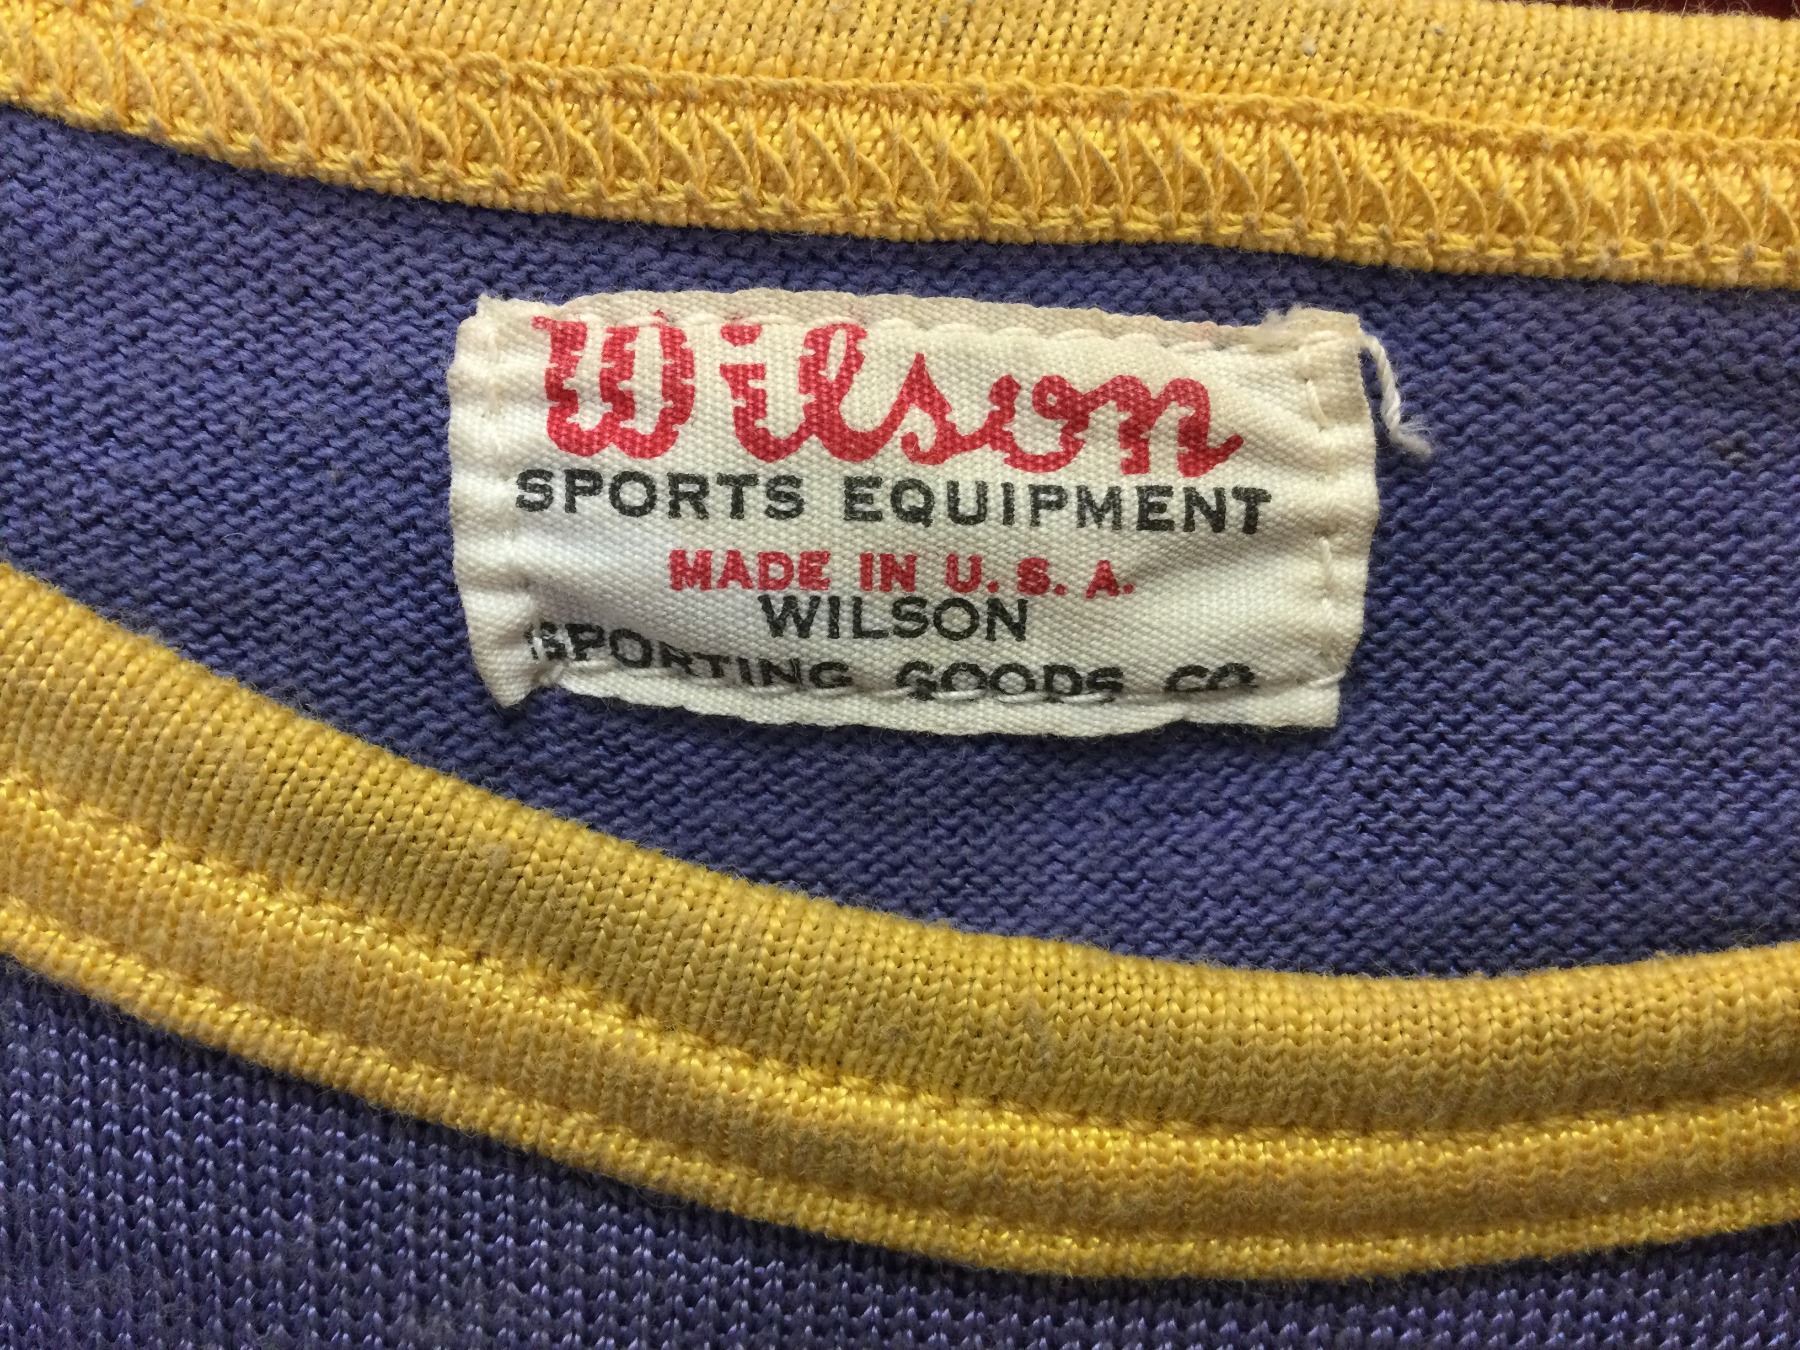 Wilson
SPORTS EQUIPMENT
MADE IN U. S. A.
WILSON
SPORTING GOODS CO.